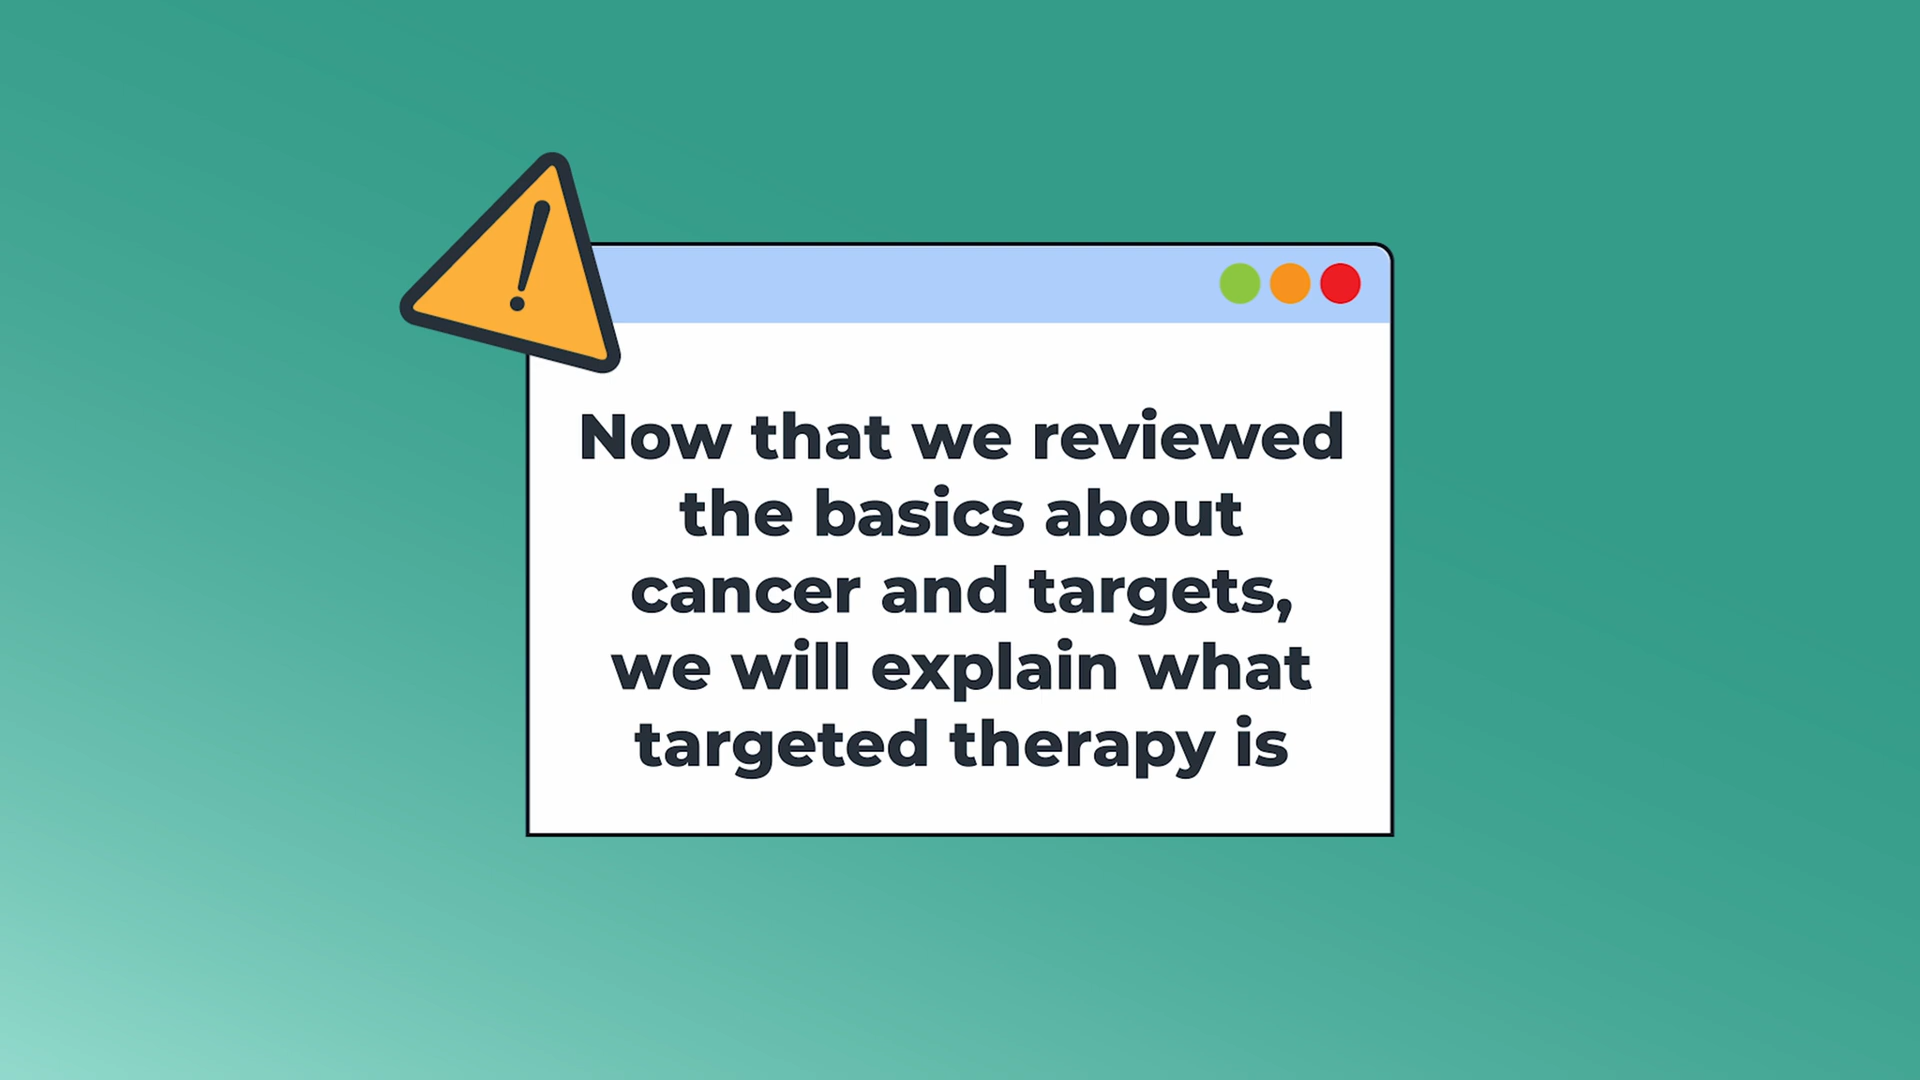 Now that we reviewed
the basics about
cancer and targets,
we will explain what
targeted therapy is